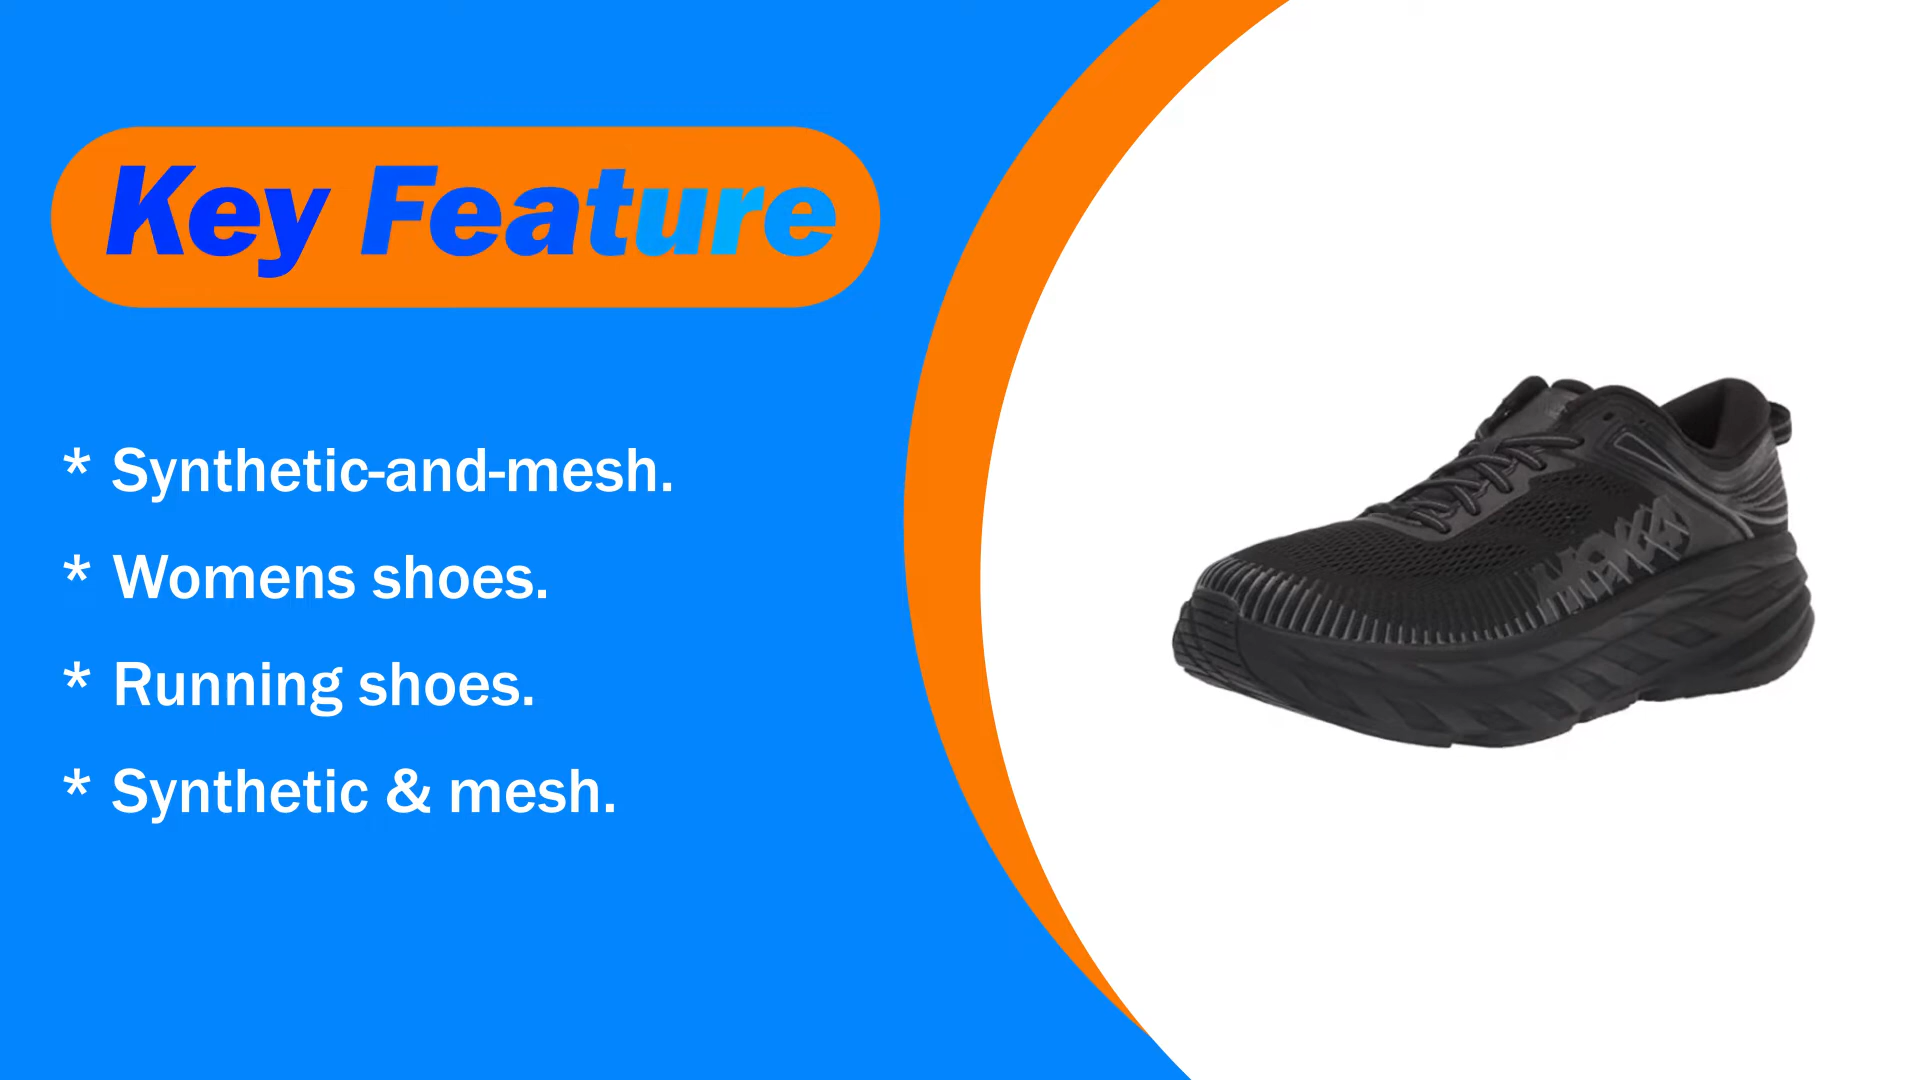 Key Feature
* Synthetic-and-mesh.
* Womens shoes.
* Running shoes.
* Synthetic & mesh.
HOKA